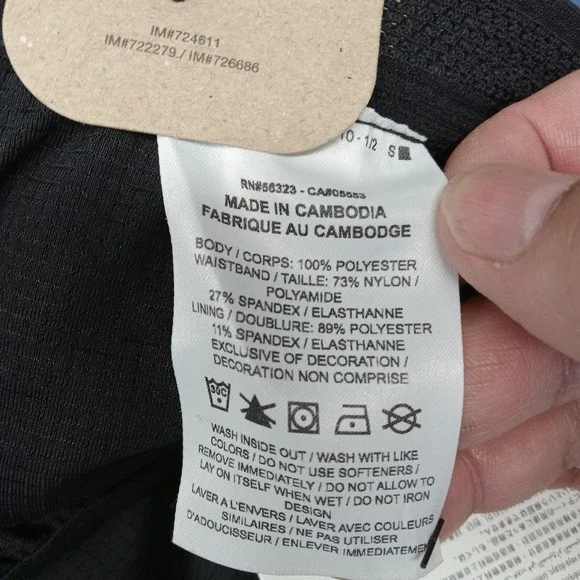 IM#724611
IM#722279./ IM#726686
10 - 1/2 S
RN#56323 - CA#05553
MADE IN CAMBODIA
FABRIQUE AU CAMBODGE
BODY / CORPS: 100% POLYESTER
WAISTBAND / TAILLE: 73% NYLON /
POLYAMIDE
27% SPANDEX / ELASTHANNE
LINING / DOUBLURE: 89% POLYESTER
11% SPANDEX / ELASTHANNE
EXCLUSIVE OF DECORATION /
DECORATION NON COMPRISE
30C
WASH INSIDE OUT / WASH WITH LIKE
COLORS / DO NOT USE SOFTENERS /
REMOVE IMMEDIATELY / DO NOT ALLOW TO
LAY ON ITSELF WHEN WET / DO NOT IRON
DESIGN
LAVER A L'ENVERS / LAVER AVEC COULEURS
SIMILAIRES / NE PAS UTILISER
D'ADOUCISSEUR / ENLEVER IMMEDIATEMEN